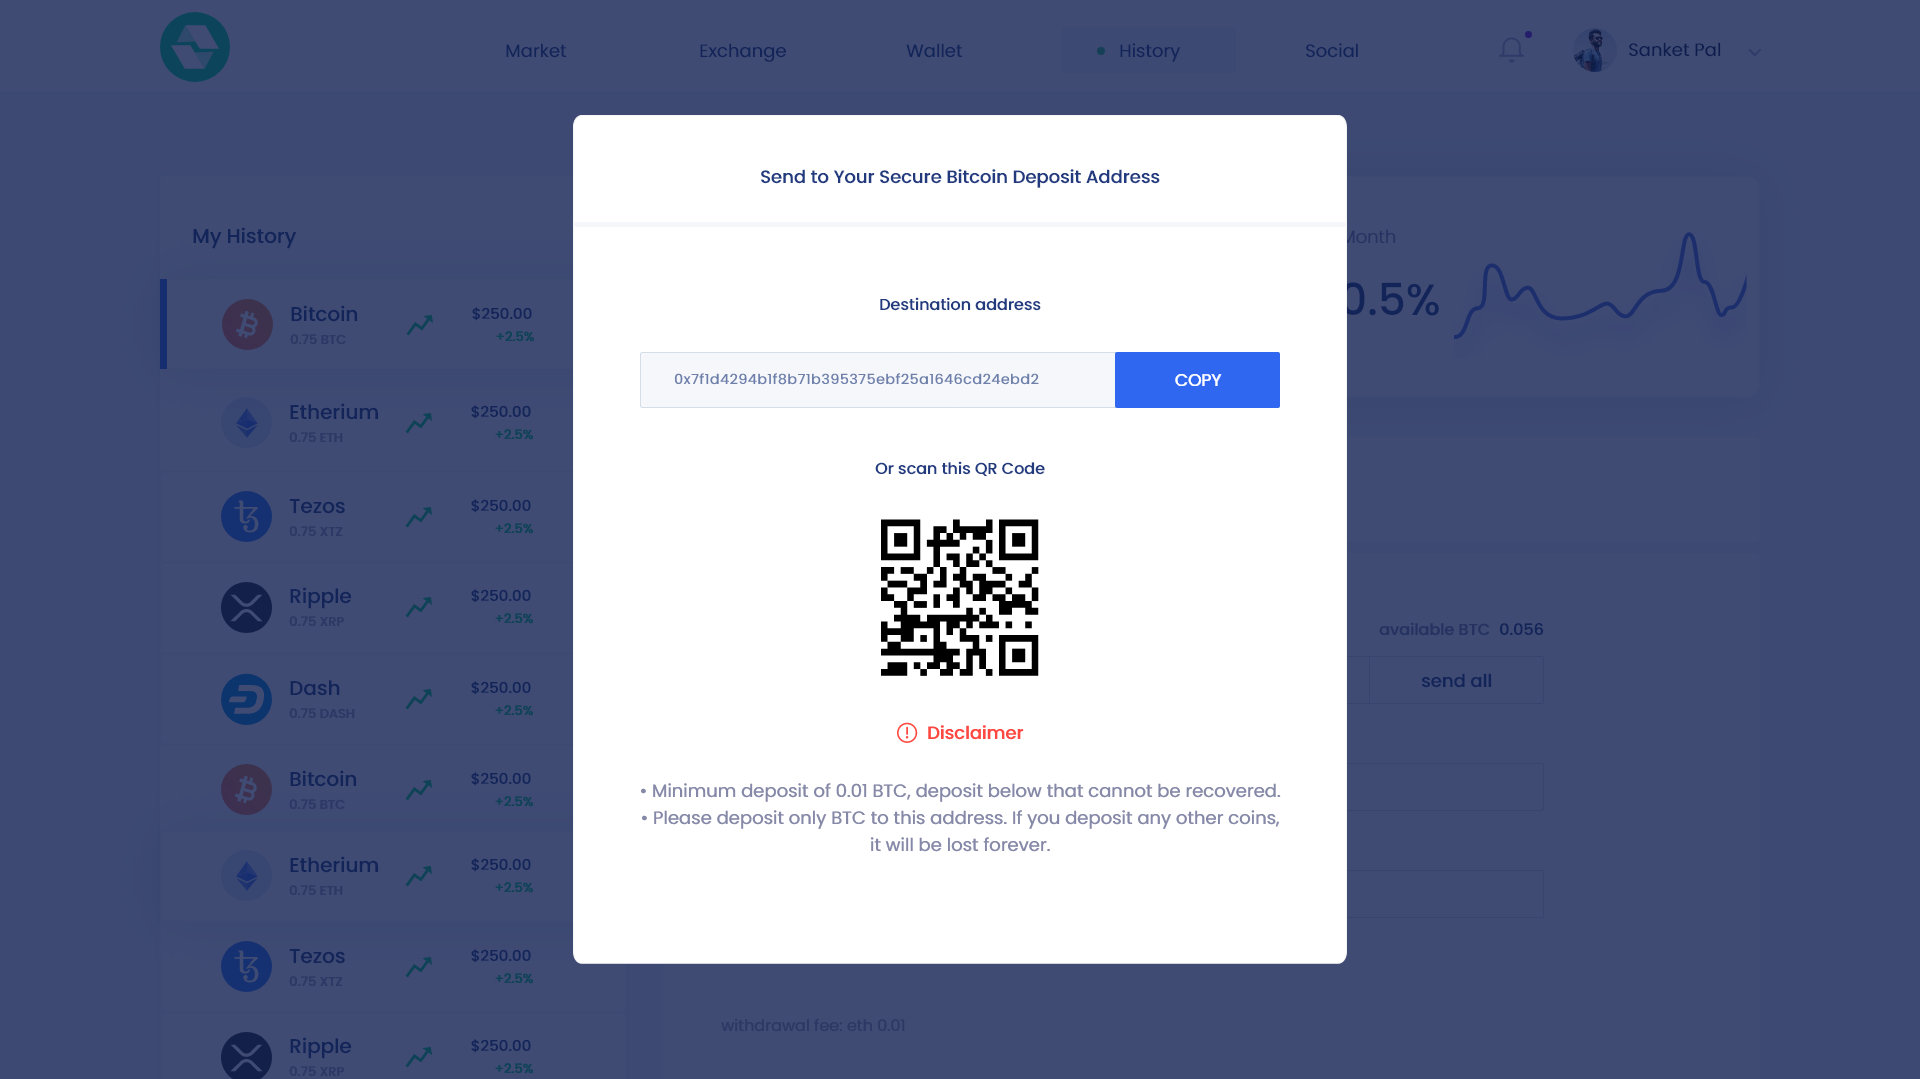 Market
Exchange
Wallet
History
Social
Sanket Pal
Send to Your Secure Bitcoin Deposit Address
Destination address
0x7f1d4294b1f8b71b395375ebf25a1646cd24ebd2
COPY
Or scan this QR Code
Disclaimer
• Minimum deposit of 0.01 BTC, deposit below that cannot be recovered.
• Please deposit only BTC to this address. If you deposit any other coins,
it will be lost forever.
My History
Bitcoin
$250.00
0.75 BTC
+2.5%
Etherium
$250.00
0.75 ETH
+2.5%
Tezos
$250.00
0.75 XTZ
+2.5%
Ripple
$250.00
0.75 XRP
+2.5%
Dash
$250.00
0.75 DASH
+2.5%
Bitcoin
$250.00
0.75 BTC
+2.5%
Etherium
$250.00
0.75 ETH
+2.5%
Tezos
$250.00
0.75 XTZ
+2.5%
Ripple
$250.00
0.75 XRP
+2.5%
Month
0.5%
available BTC 0.056
send all
withdrawal fee: eth 0.01